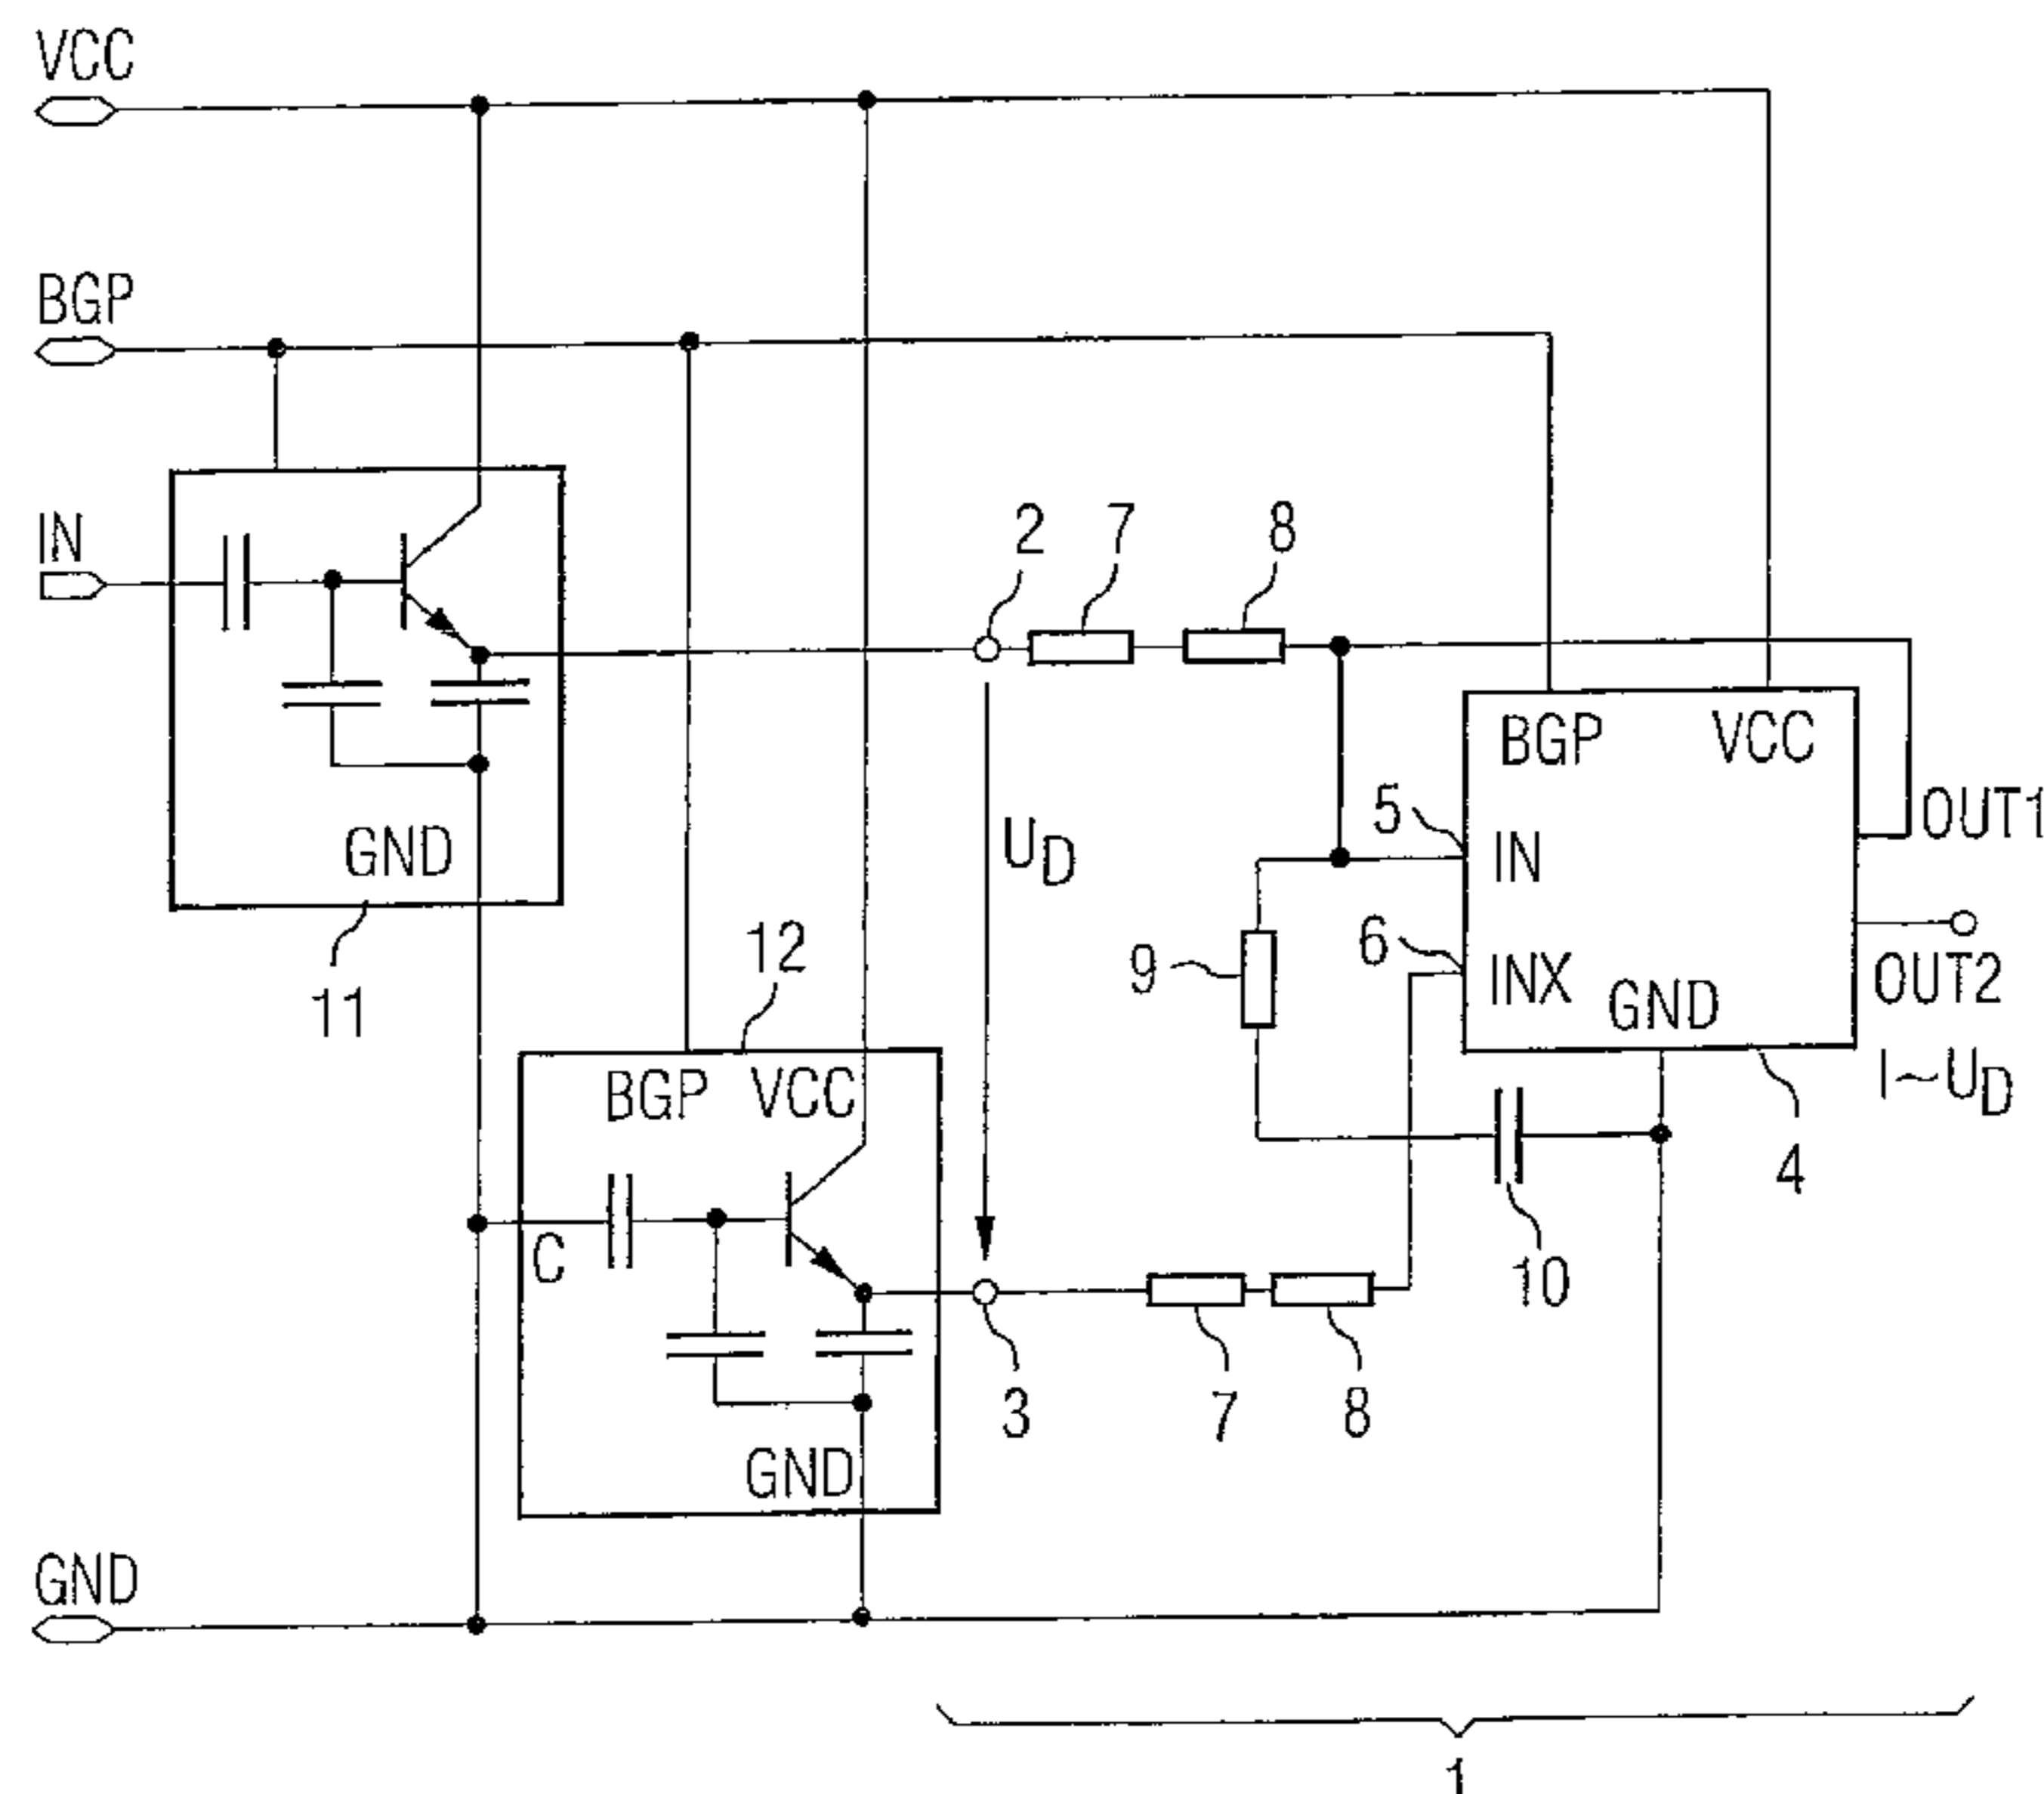 VCC
BGP
IN
2
7
8
BGP
VCC
5
IN
OUT1
GND
U_D
11
12
9
6
INX
GND
OUT2
I~U_D
BGP
VCC
4
C
10
3
7
8
GND
GND
1